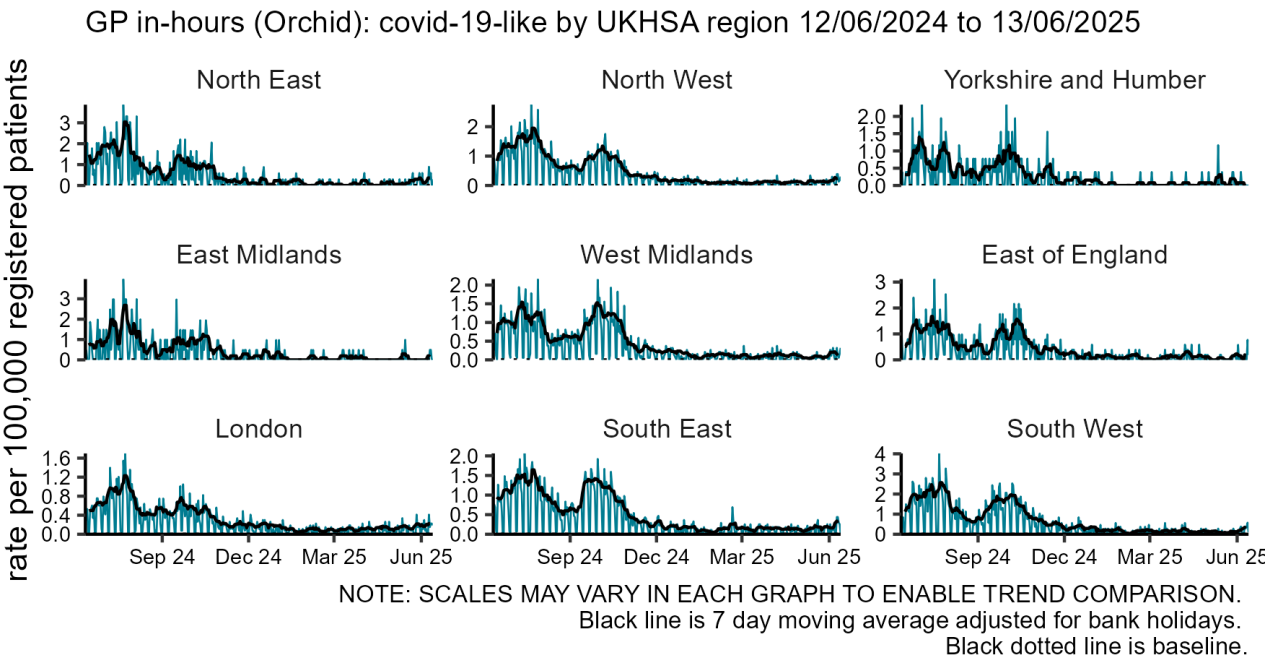 GP in-hours (Orchid): covid-19-like by UKHSA region 12/06/2024 to 13/06/2025
rate per 100,000 registered patients
North East
3
2
1
0
North West
2
1
0
Yorkshire and Humber
2.0
1.5
1.0
0.5
0.0
East Midlands
3
2
1
0
West Midlands
2.0
1.5
1.0
0.5
0.0
East of England
3
2
1
0
London
1.6
1.2
0.8
0.4
0.0
South East
2.0
1.5
1.0
0.5
0.0
South West
4
3
2
1
0
Sep 24 Dec 24 Mar 25 Jun 25
Sep 24 Dec 24 Mar 25 Jun 25
Sep 24 Dec 24 Mar 25 Jun 25
NOTE: SCALES MAY VARY IN EACH GRAPH TO ENABLE TREND COMPARISON.
Black line is 7 day moving average adjusted for bank holidays.
Black dotted line is baseline.